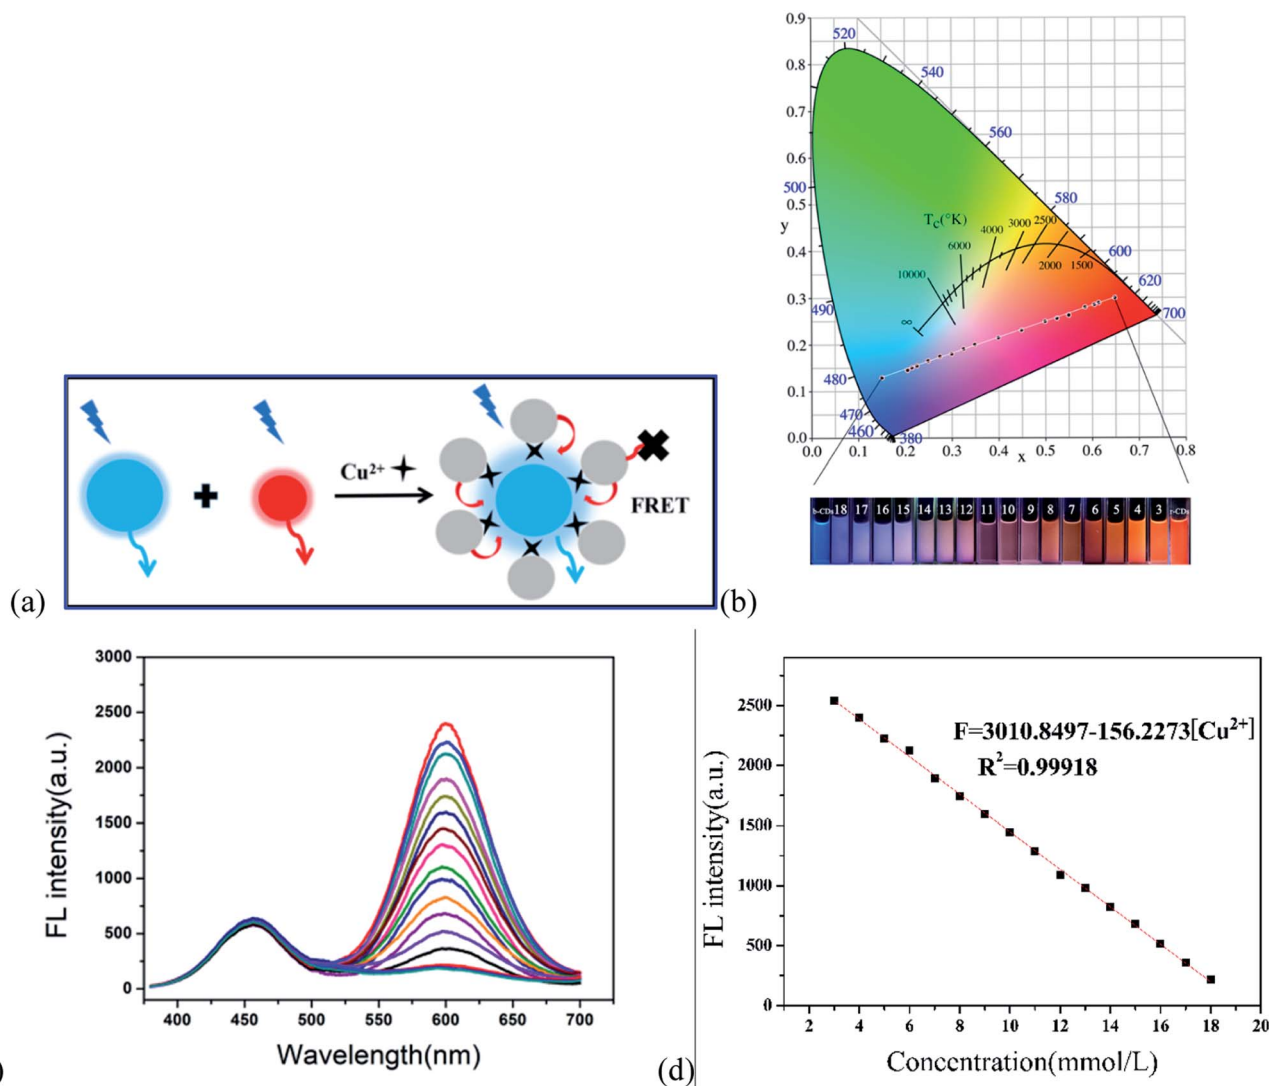 Cu²⁺
FRET
(a)
0.9
0.8
0.7
0.6
0.5
0.4
0.3
0.2
0.1
0.0
y
0.1 0.2 0.3 0.4 0.5 0.6 0.7 0.8
x
520
540
560
580
600
620
700
500
490
480
470
460
380
Tc(°K)
∞
10000
6000
4000
3000
2500
2000
1500
b-CDs 18 17 16 15 14 13 12 11 10 9 8 7 6 5 4 3 r-CDs
(b)
3000
2500
2000
1500
1000
500
0
FL intensity(a.u.)
400 450 500 550 600 650 700
Wavelength(nm)
)
2500
2000
1500
1000
500
0
FL intensity(a.u.)
F=3010.8497-156.2273[Cu²⁺]
R²=0.99918
2 4 6 8 10 12 14 16 18 20
Concentration(mmol/L)
(d)